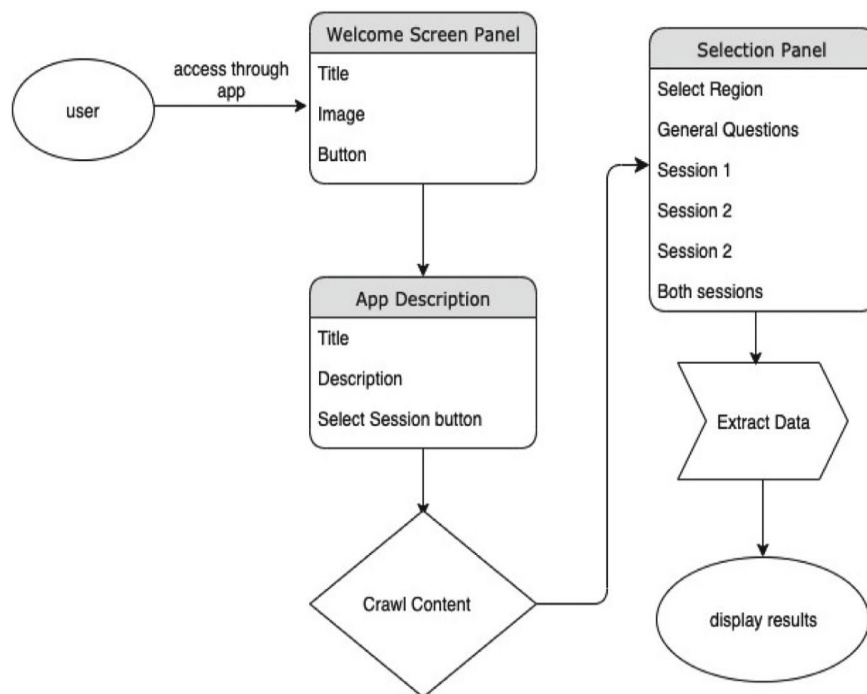 user
access through
app
Welcome Screen Panel
Title
Image
Button
App Description
Title
Description
Select Session button
Crawl Content
Selection Panel
Select Region
General Questions
Session 1
Session 2
Session 2
Both sessions
Extract Data
display results